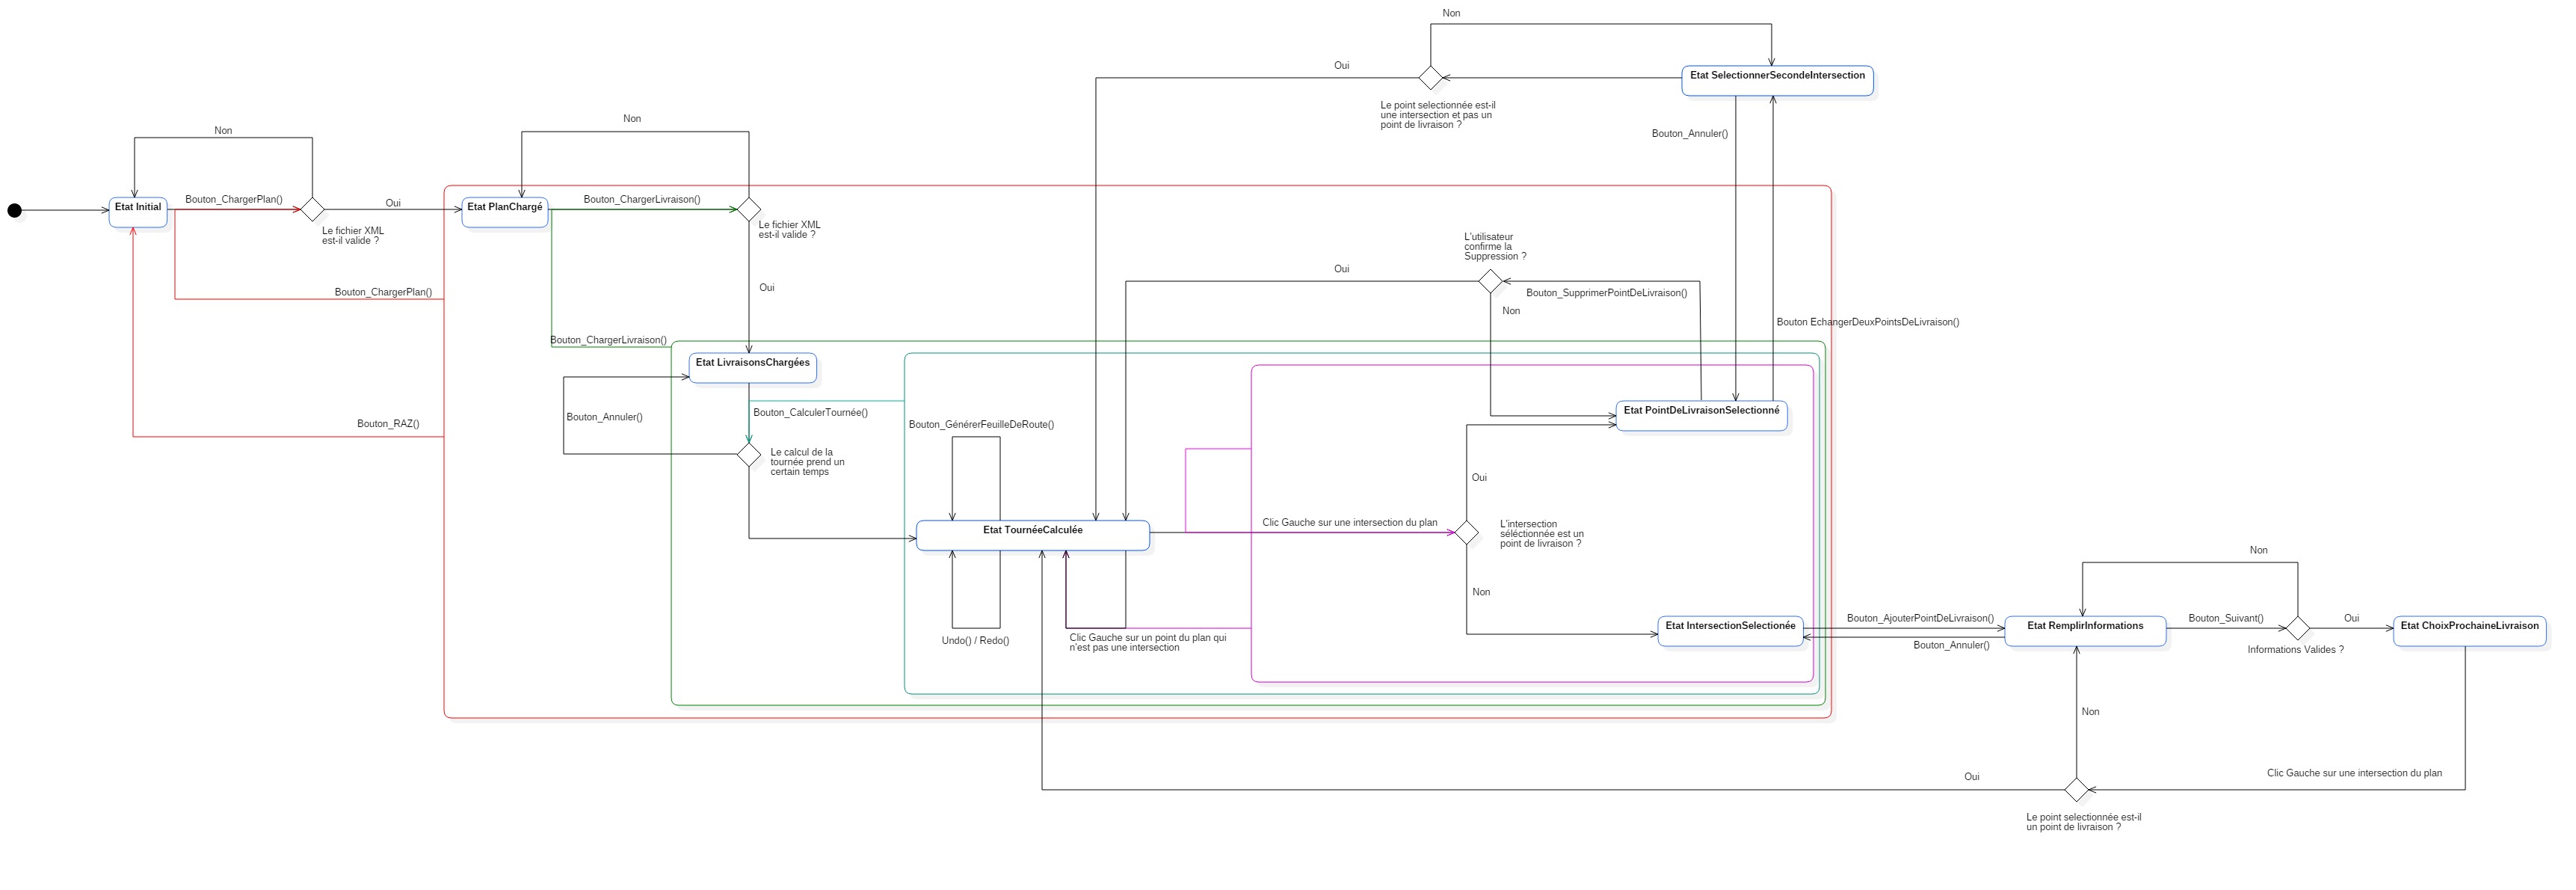 Non
Oui
Etat SelectionnerSecondeIntersection
Le point selectionnée est-il
une intersection et pas un
point de livraison ?
Bouton_Annuler()
Non
Non
Etat Initial
Bouton_ChargerPlan()
Oui
Le fichier XML
est-il valide ?
Etat PlanChargé
Bouton_ChargerLivraison()
Le fichier XML
est-il valide ?
Bouton_ChargerPlan()
Oui
L'utilisateur
confirme la
Suppression ?
Oui
Bouton_SupprimerPointDeLivraison()
Non
Bouton EchangerDeuxPointsDeLivraison()
Bouton_ChargerLivraison()
Etat LivraisonsChargées
Bouton_Annuler()
Bouton_CalculerTournée()
Bouton_RAZ()
Bouton_GénérerFeuilleDeRoute()
Etat PointDeLivraisonSelectionné
Le calcul de la
tournée prend un
certain temps
Oui
Etat TournéeCalculée
Clic Gauche sur une intersection du plan
L'intersection
séléctionnée est un
point de livraison ?
Non
Undo() / Redo()
Clic Gauche sur un point du plan qui
n'est pas une intersection
Etat IntersectionSelectionée
Bouton_AjouterPointDeLivraison()
Bouton_Annuler()
Etat RemplirInformations
Non
Bouton_Suivant()
Oui
Informations Valides ?
Etat ChoixProchaineLivraison
Non
Oui
Clic Gauche sur une intersection du plan
Le point selectionnée est-il
un point de livraison ?